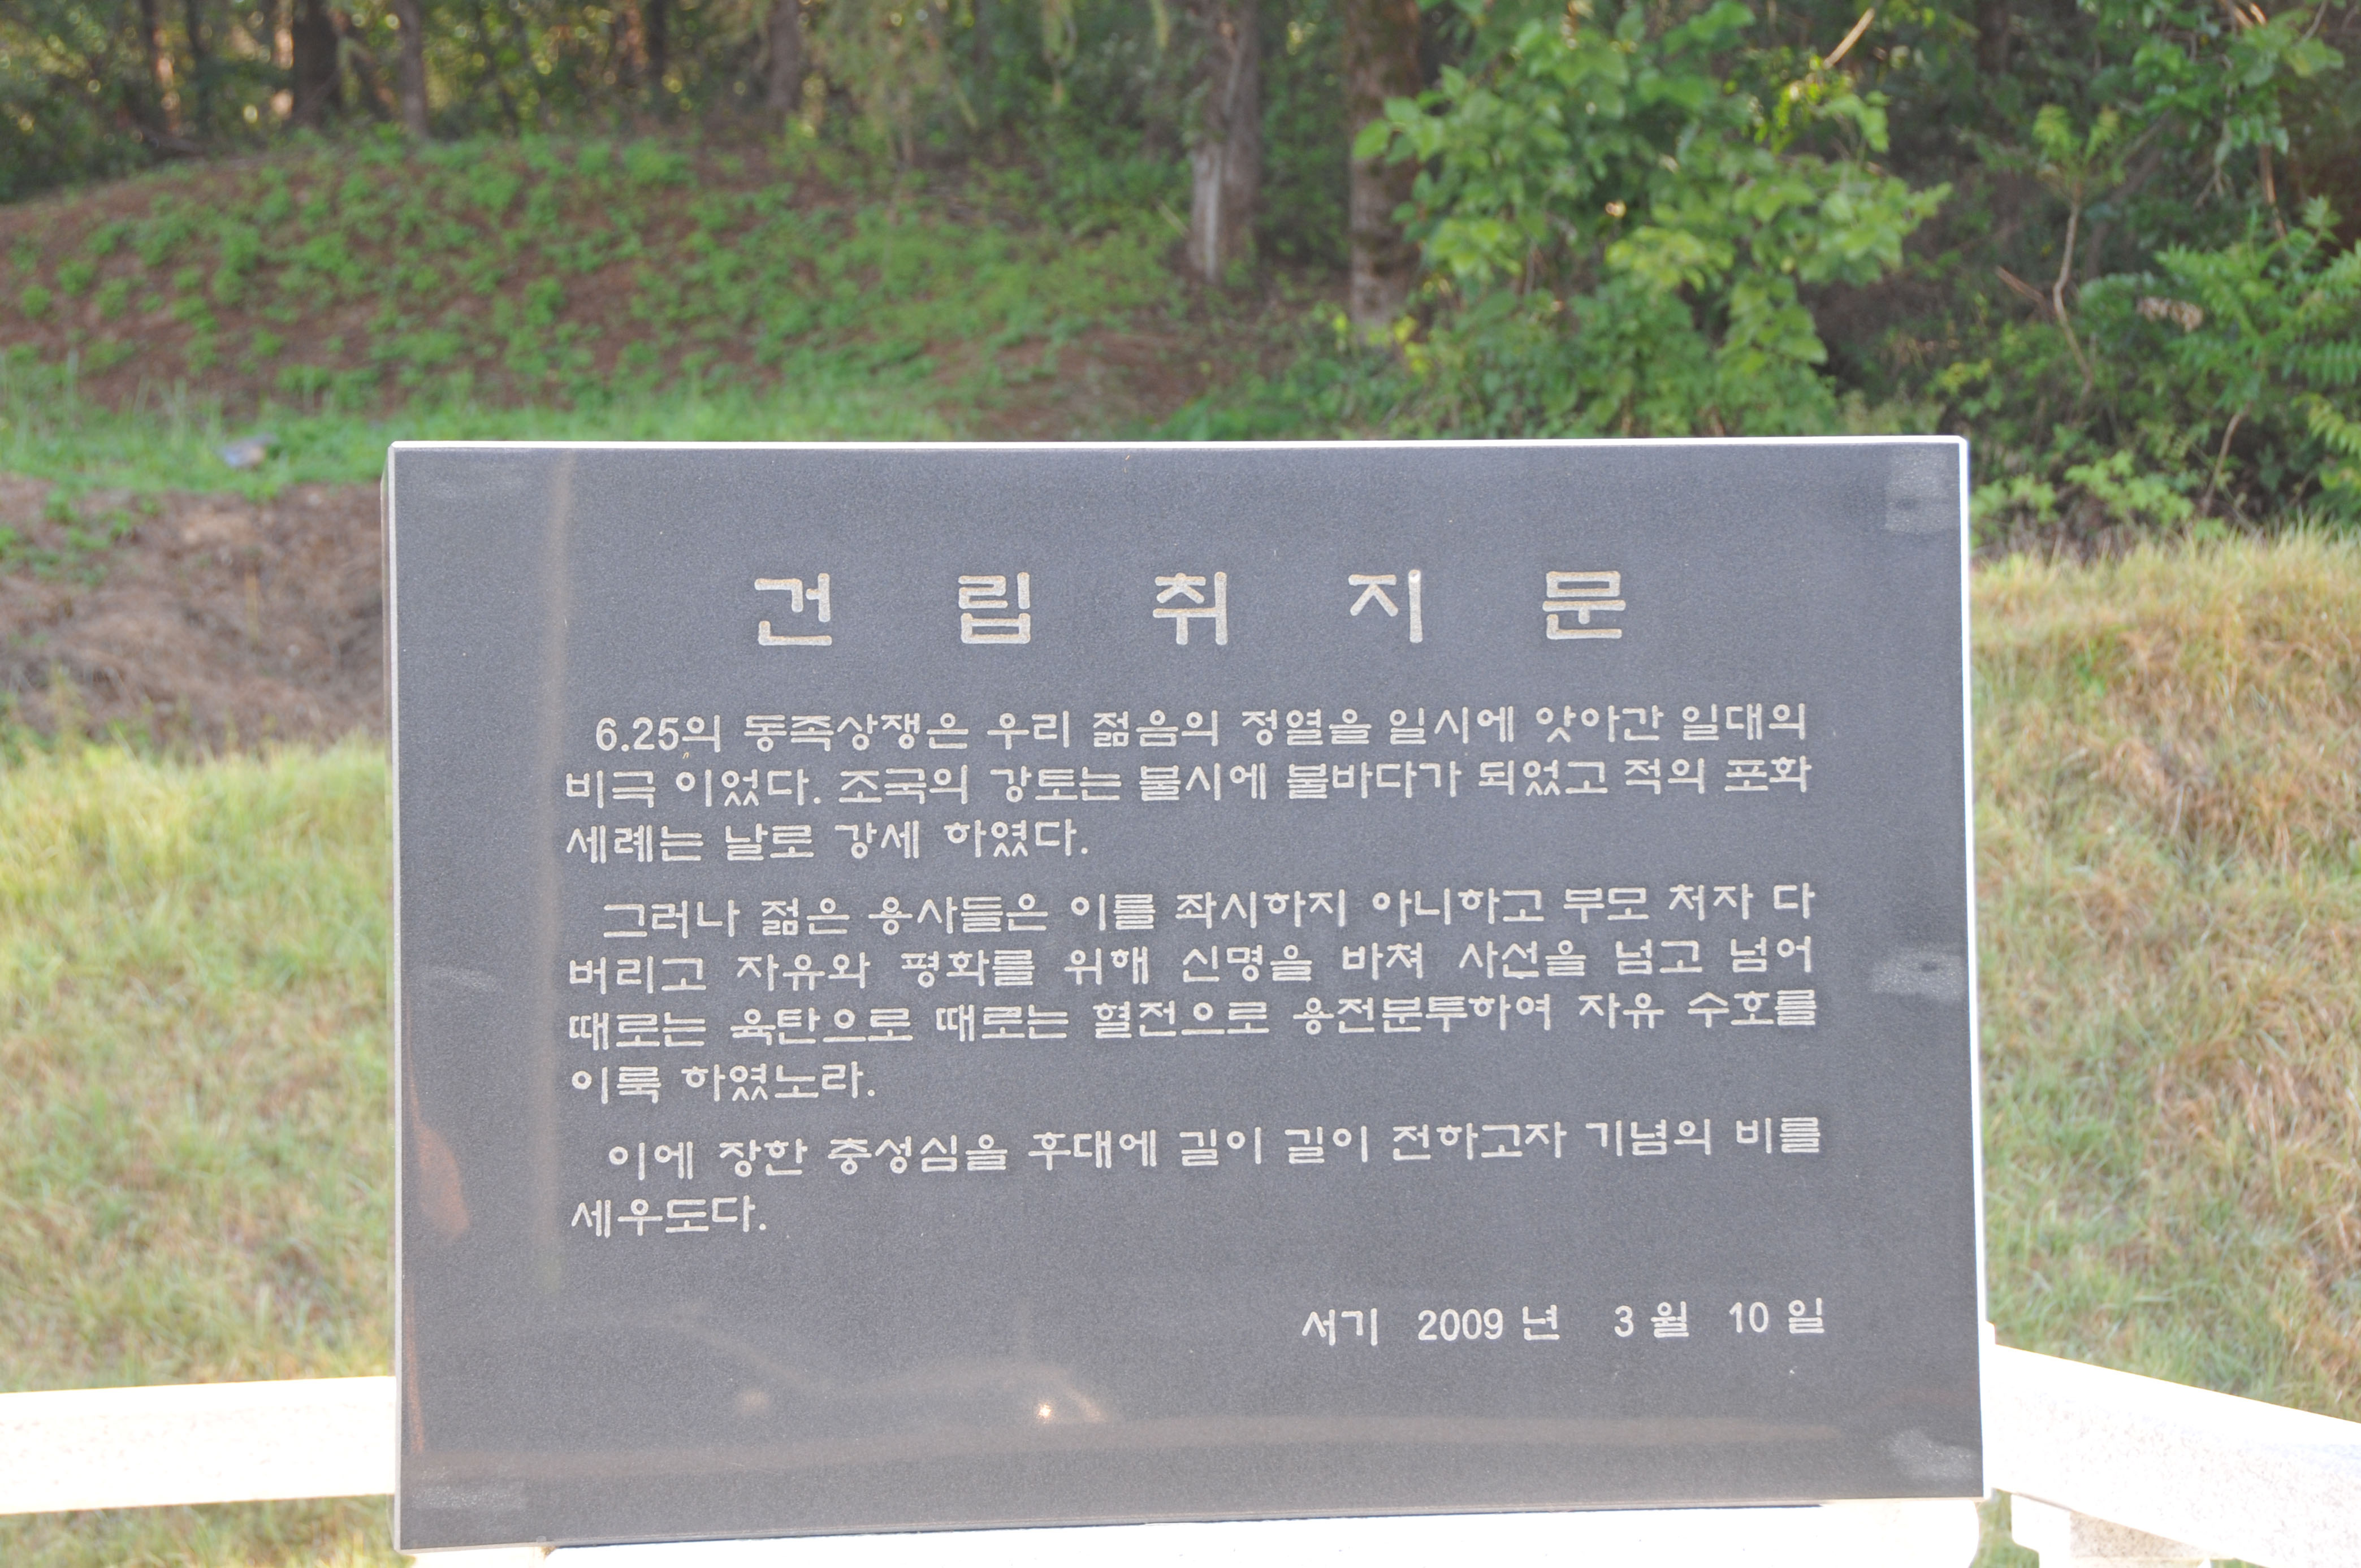 건 립 취 지 문
6.25의 동족상쟁은 우리 젊음의 정열을 일시에 앗아간 일대의
비극 이었다. 조국의 강토는 불시에 불바다가 되었고 적의 포화
세례는 날로 강세 하였다.
그러나 젊은 용사들은 이를 좌시하지 아니하고 부모 처자 다
버리고 자유와 평화를 위해 신명을 바쳐 사선을 넘고 넘어
때로는 육탄으로 때로는 혈전으로 용전분투하여 자유 수호를
이룩 하였노라.
이에 장한 충성심을 후대에 길이 길이 전하고자 기념의 비를
세우도다.
서기 2009 년 3 월 10 일